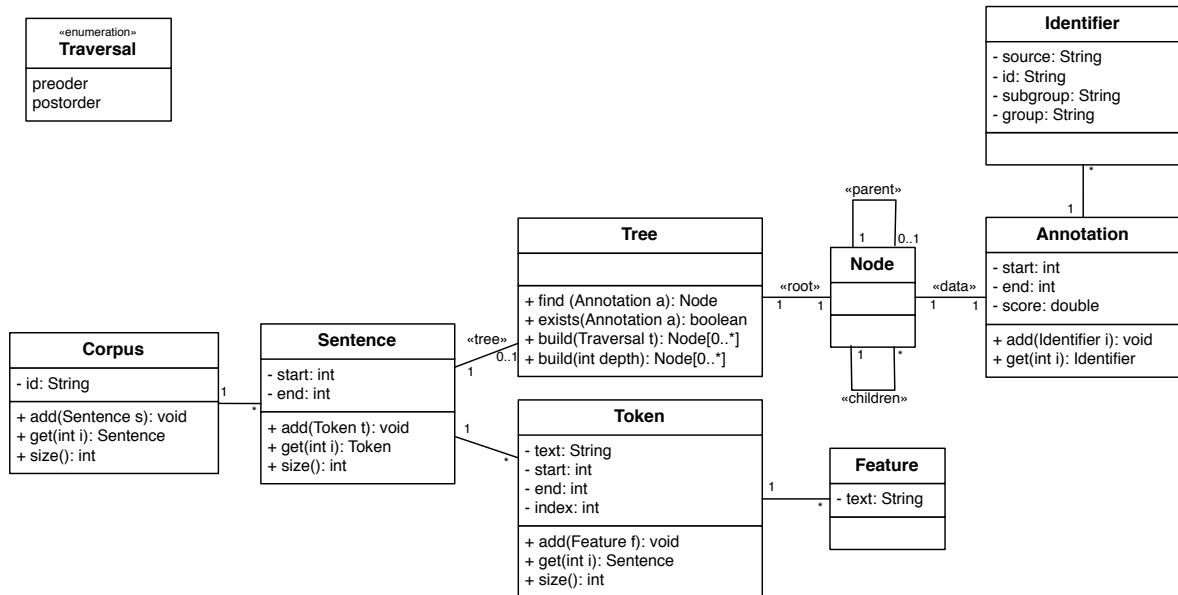 «enumeration»
Traversal
preoder
postorder
Identifier
- source: String
- id: String
- subgroup: String
- group: String
*
1
«parent»
1
0..1
Tree
+ find (Annotation a): Node
+ exists(Annotation a): boolean
+ build(Traversal t): Node[0..*]
+ build(int depth): Node[0..*]
«root»
1
1
Node
1
*
«children»
«data»
1
1
Annotation
- start: int
- end: int
- score: double
+ add(Identifier i): void
+ get(int i): Identifier
Corpus
- id: String
+ add(Sentence s): void
+ get(int i): Sentence
+ size(): int
1
*
Sentence
- start: int
- end: int
+ add(Token t): void
+ get(int i): Token
+ size(): int
«tree»
0..1
1
1
*
Token
- text: String
- start: int
- end: int
- index: int
+ add(Feature f): void
+ get(int i): Sentence
+ size(): int
1
*
Feature
- text: String